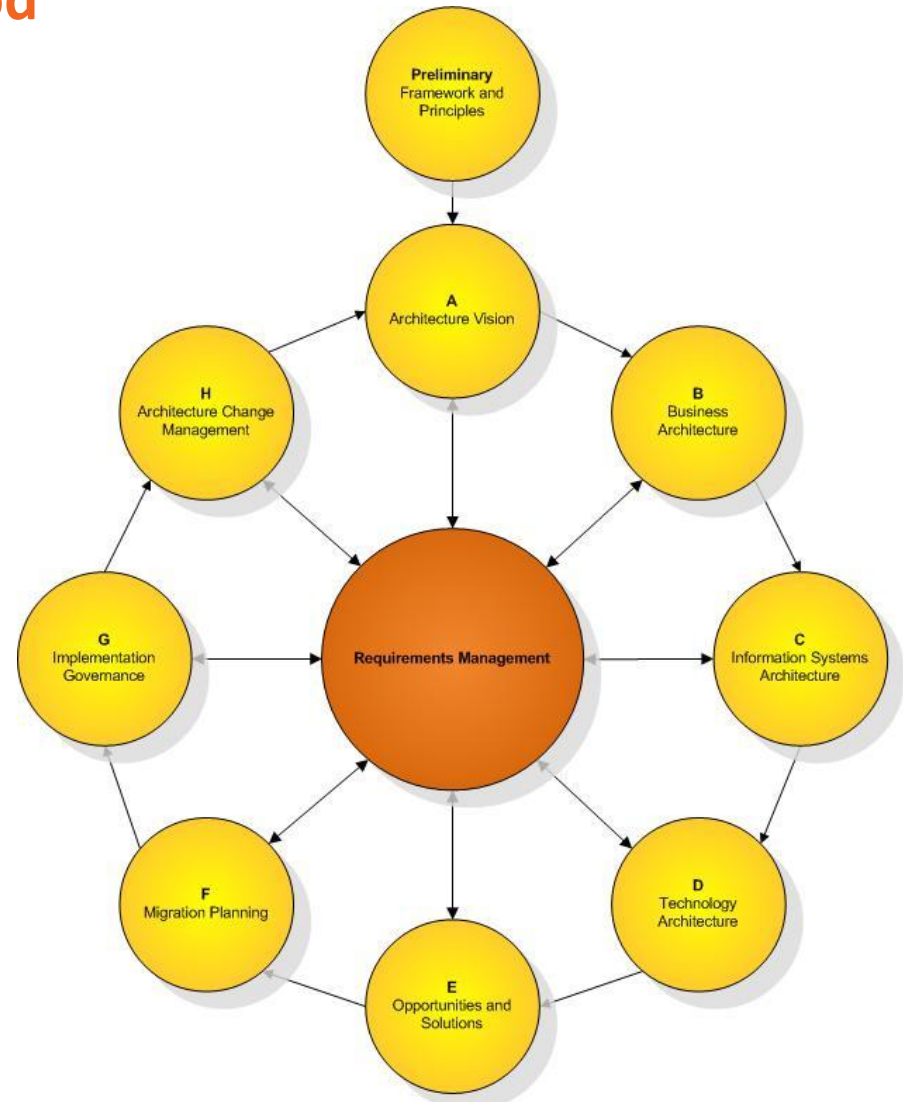 Preliminary
Framework and
Principles
A
Architecture Vision
H
Architecture Change
Management
B
Business
Architecture
G
Implementation
Governance
Requirements Management
C
Information Systems
Architecture
F
Migration Planning
D
Technology
Architecture
E
Opportunities and
Solutions